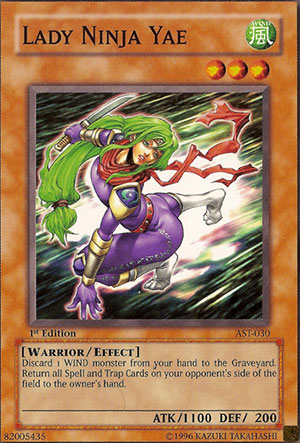 LADY NINJA YAE
WIND
風
1st Edition
AST-030
[WARRIOR/EFFECT]
Discard 1 WIND monster from your hand to the Graveyard.
Return all Spell and Trap Cards on your opponent's side of the
field to the owner's hand.
ATK/1100 DEF/ 200
82005435
©1996 KAZUKI TAKAHASHI